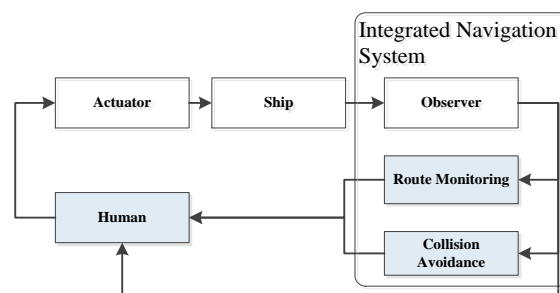 Integrated Navigation
System
Actuator
Ship
Observer
Route Monitoring
Human
Collision
Avoidance